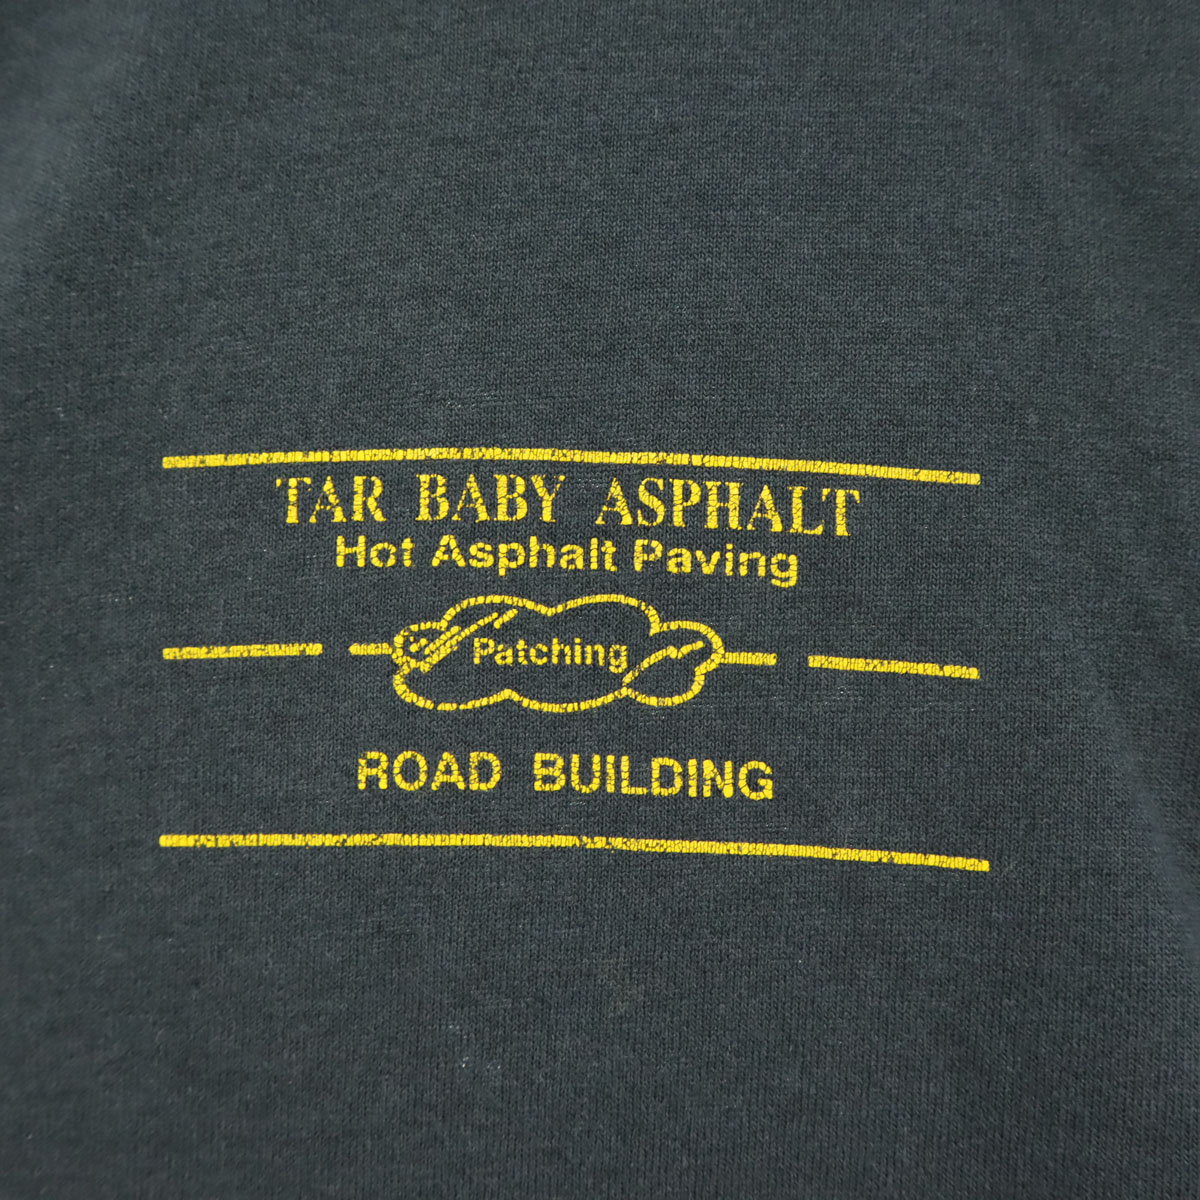 TAR BABY ASPHALT
Hot Asphalt Paving
Patching
ROAD BUILDING